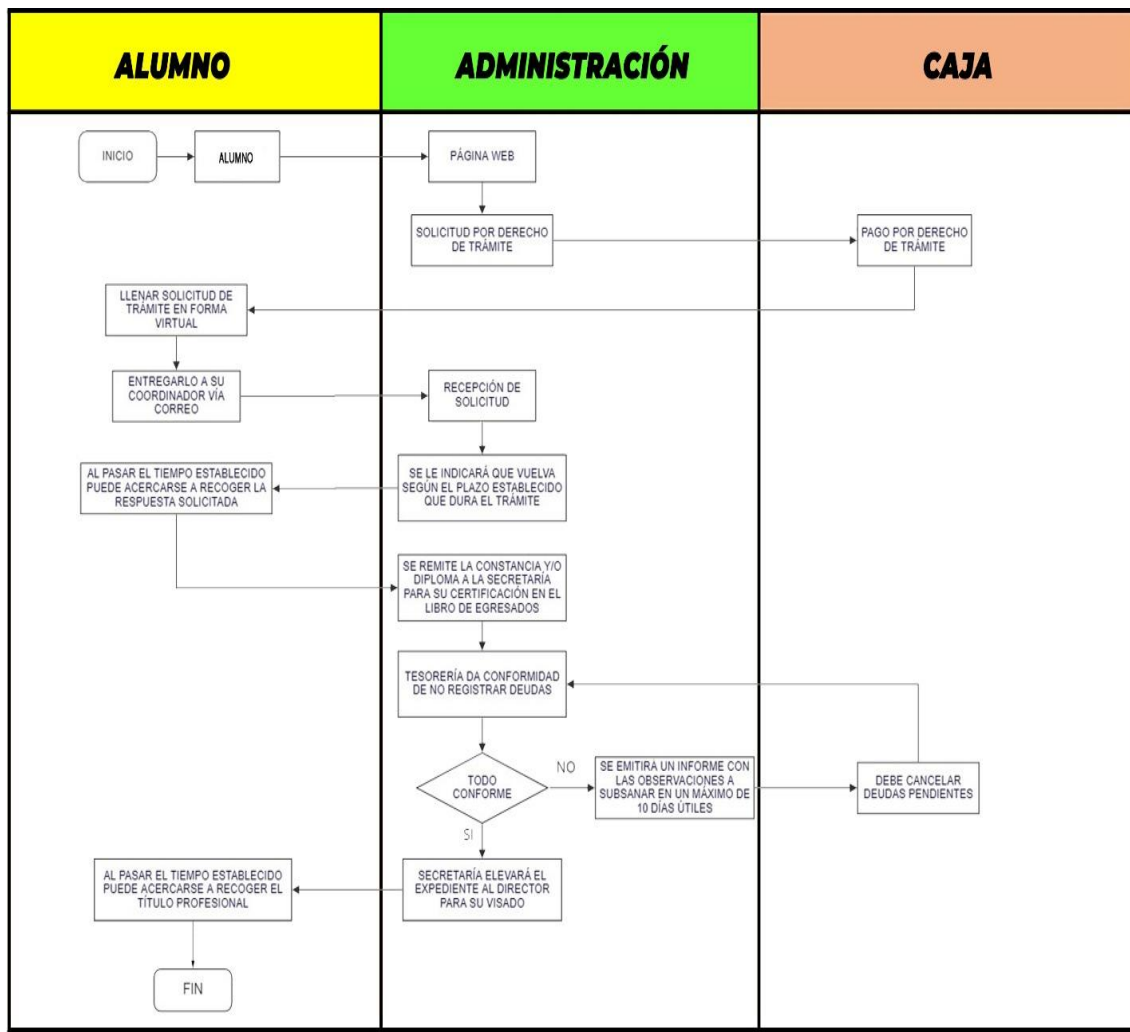 ALUMNO
ADMINISTRACIÓN
CAJA
INICIO
ALUMNO
PÁGINA WEB
SOLICITUD POR DERECHO
DE TRÁMITE
PAGO POR DERECHO
DE TRÁMITE
LLENAR SOLICITUD DE
TRÁMITE EN FORMA
VIRTUAL
ENTREGARLO A SU
COORDINADOR VÍA
CORREO
RECEPCIÓN DE
SOLICITUD
SE LE INDICARÁ QUE VUELVA
SEGÚN EL PLAZO ESTABLECIDO
QUE DURA EL TRÁMITE
AL PASAR EL TIEMPO ESTABLECIDO
PUEDE ACERCARSE A RECOGER LA
RESPUESTA SOLICITADA
SE REMITE LA CONSTANCIA Y/O
DIPLOMA A LA SECRETARÍA
PARA SU CERTIFICACIÓN EN EL
LIBRO DE EGRESADOS
TESORERÍA DA CONFORMIDAD
DE NO REGISTRAR DEUDAS
TODO
CONFORME
NO
SE EMITIRA UN INFORME CON
LAS OBSERVACIONES A
SUBSANAR EN UN MÁXIMO DE
10 DÍAS ÚTILES
DEBE CANCELAR
DEUDAS PENDIENTES
SI
SECRETARÍA ELEVARÁ EL
EXPEDIENTE AL DIRECTOR
PARA SU VISADO
AL PASAR EL TIEMPO ESTABLECIDO
PUEDE ACERCARSE A RECOGER EL
TÍTULO PROFESIONAL
FIN